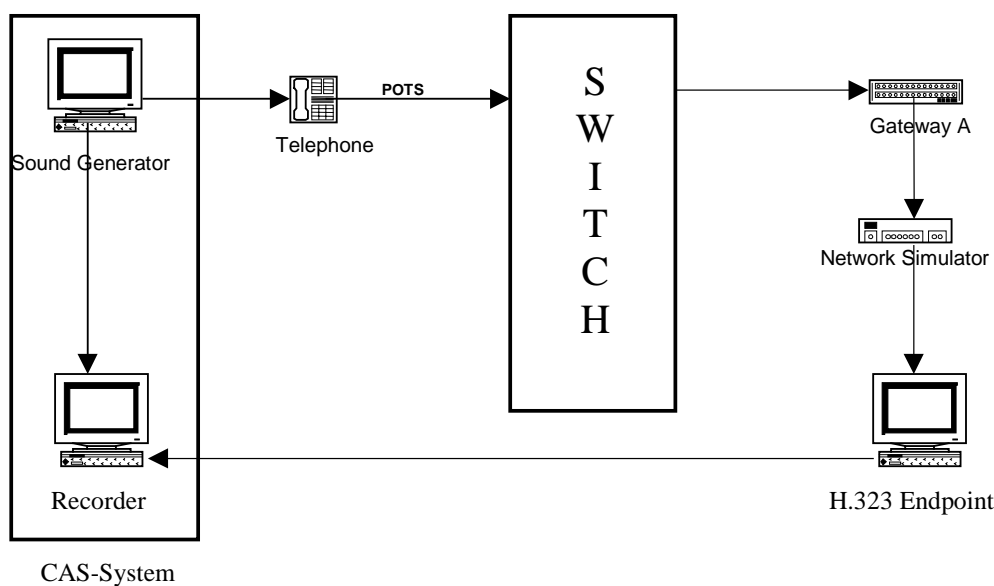 Sound Generator
Telephone
POTS
S
W
I
T
C
H
Gateway A
Network Simulator
Recorder
H.323 Endpoint
CAS-System